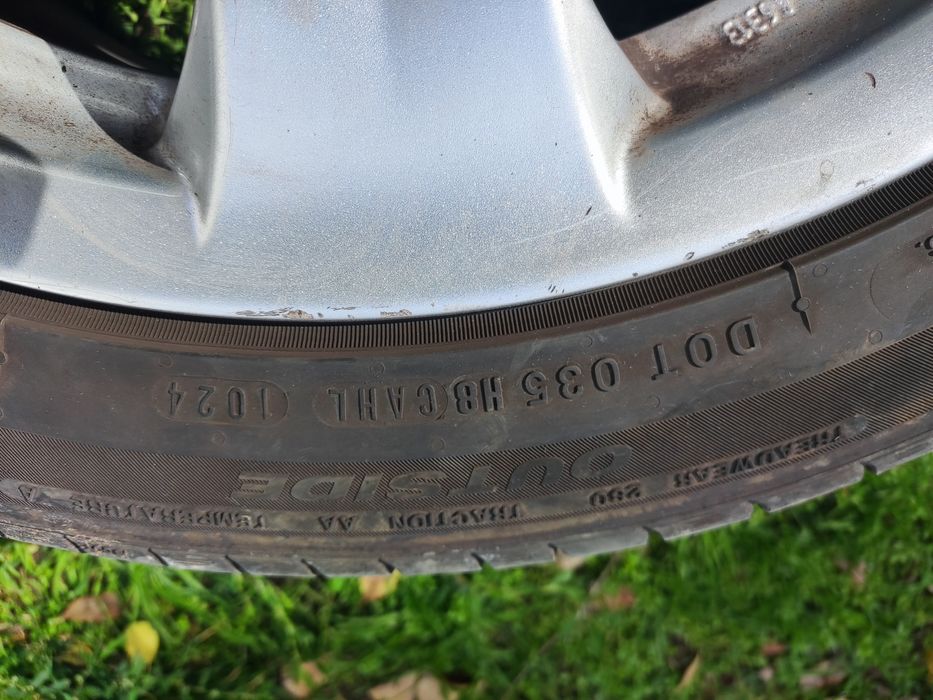 DOT 035 H8 CAHL 1024
OUTSIDE
TREADWEAR 280 TRACTION AA TEMPERATURE A